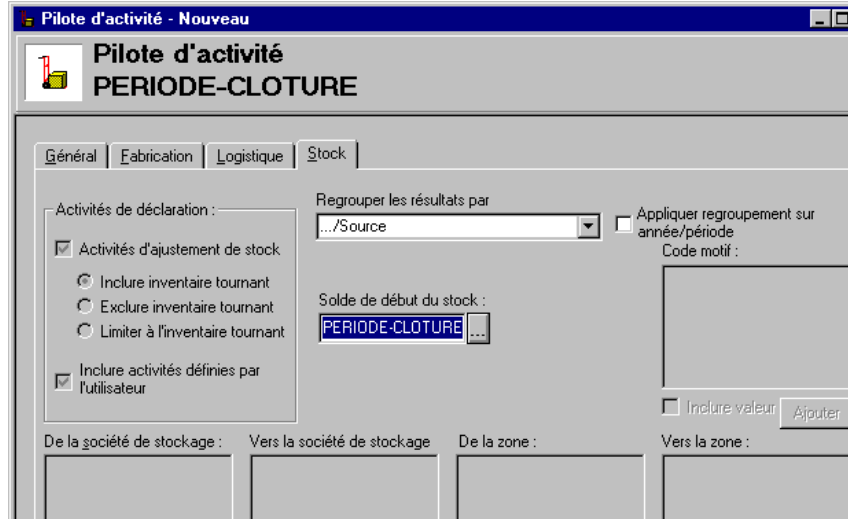 Pilote d'activité - Nouveau
Pilote d'activité
PERIODE-CLOTURE
Général
Fabrication
Logistique
Stock
Activités de déclaration :
Activités d'ajustement de stock
Inclure inventaire tournant
Exclure inventaire tournant
Limiter à l'inventaire tournant
Inclure activités définies par
l'utilisateur
Regrouper les résultats par
.../Source
Appliquer regroupement sur
année/période
Code motif :
Solde de début du stock :
PERIODE-CLOTURE
...
Inclure valeur
Ajouter
De la société de stockage :
Vers la société de stockage
De la zone :
Vers la zone :